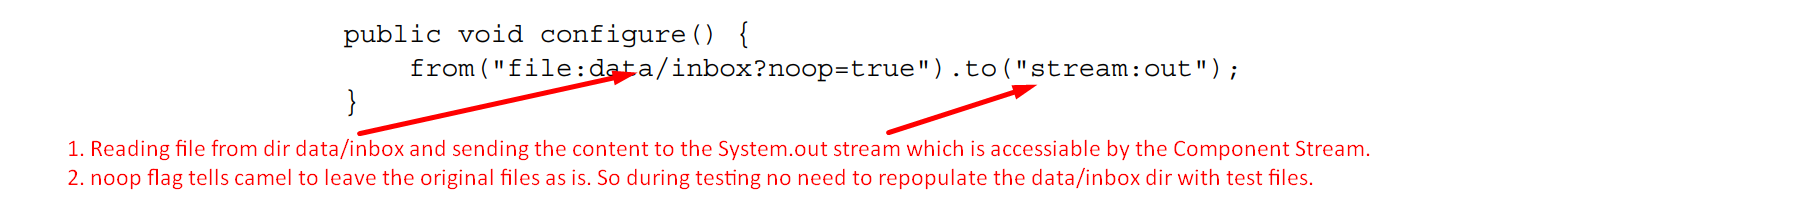 public void configure() {
from("file:data/inbox?noop=true").to("stream:out");
}
1. Reading file from dir data/inbox and sending the content to the System.out stream which is accessiable by the Component Stream.
2. noop flag tells camel to leave the original files as is. So during testing no need to repopulate the data/inbox dir with test files.